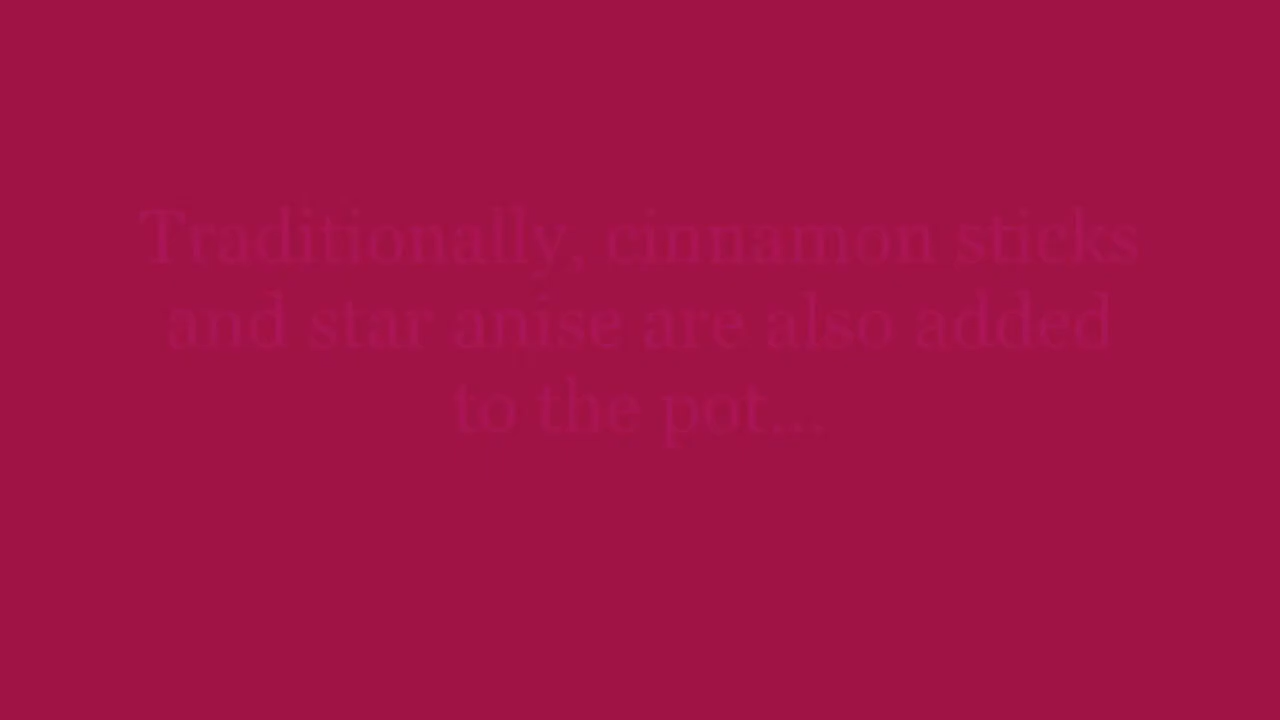 Traditionally, cinnamon sticks
and star anise are also added
to the pot...